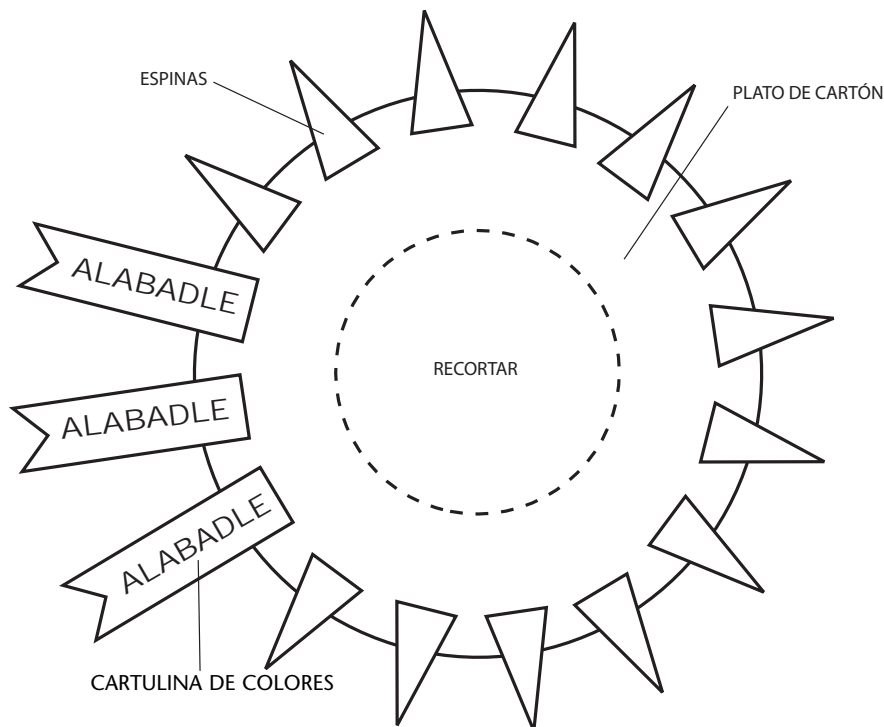 ESPINAS
PLATO DE CARTÓN
ALABADLE
RECORTAR
ALABADLE
ALABADLE
CARTULINA DE COLORES